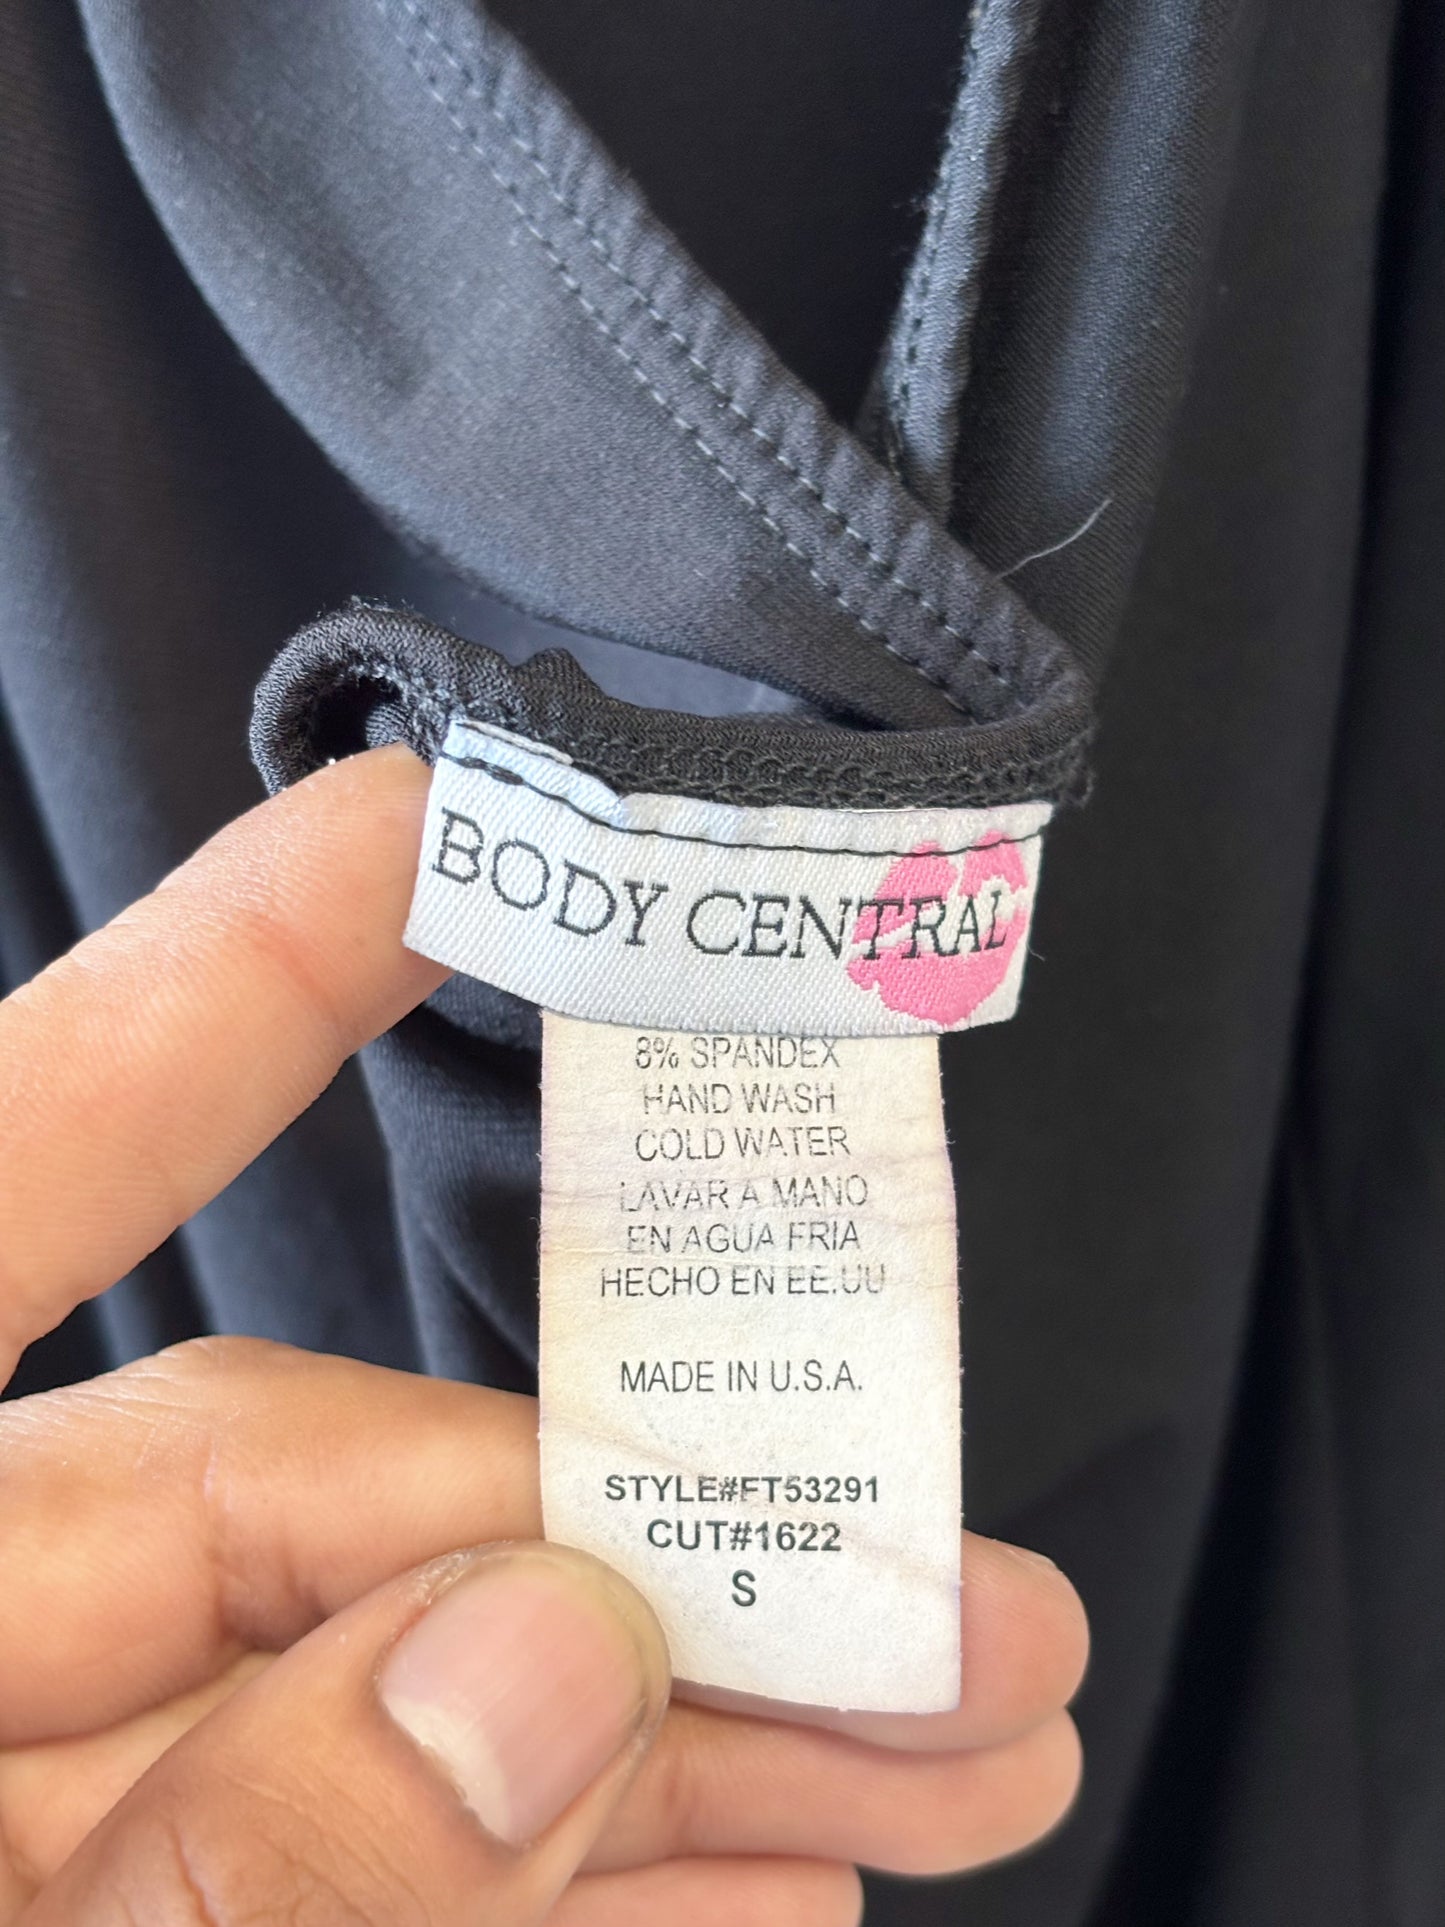 BODY CENTRAL
8% SPANDEX
HAND WASH
COLD WATER
LAVAR A MANO
EN AGUA FRIA
HECHO EN EE.UU
MADE IN U.S.A.
STYLE#FT53291
CUT#1622
S